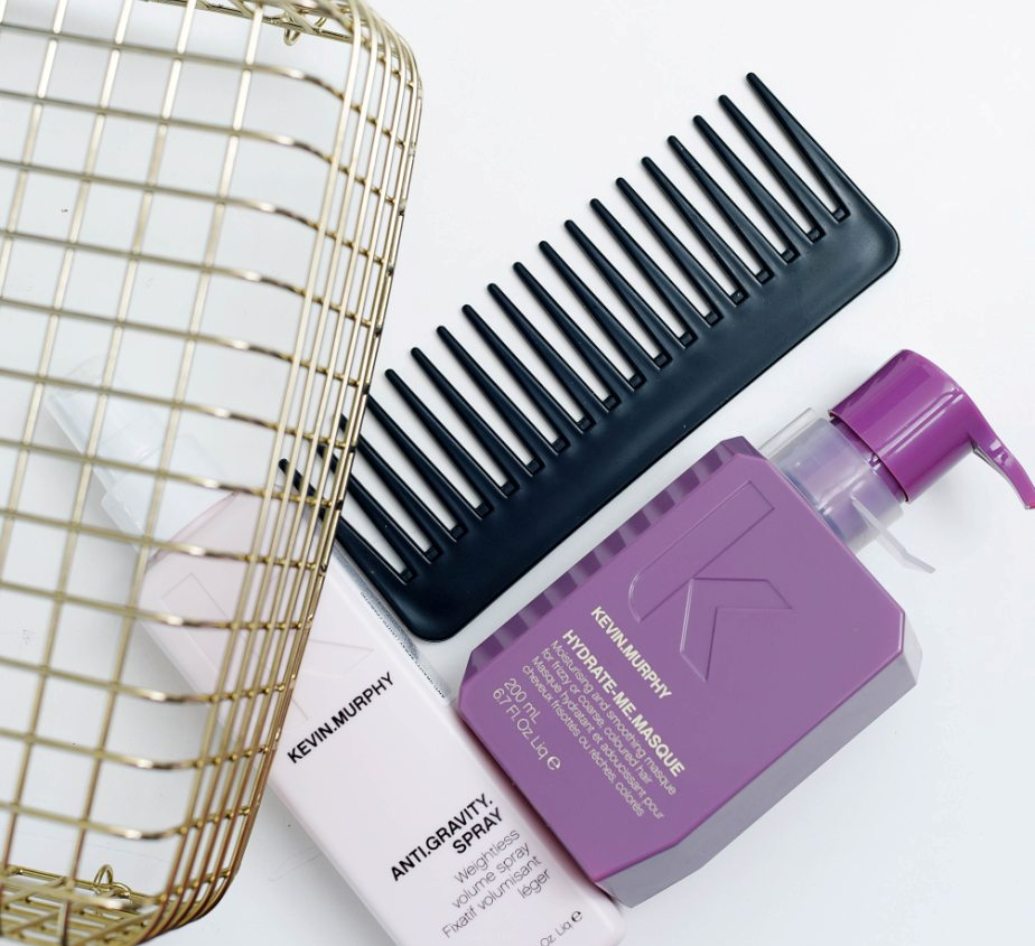 KEVIN.MURPHY
ANTI.GRAVITY.
SPRAY
Weightless
volume spray
Fixatif volumisant
léger
Oz Liq e
KEVIN.MURPHY
HYDRATE-ME.MASQUE
Moisturising and smoothing masque
for frizzy or coarse, coloured hair
Masque hydratant et adoucissant pour
cheveux frisottés ou rêches, colorés
200 mL
6.7 Fl.Oz Liq e